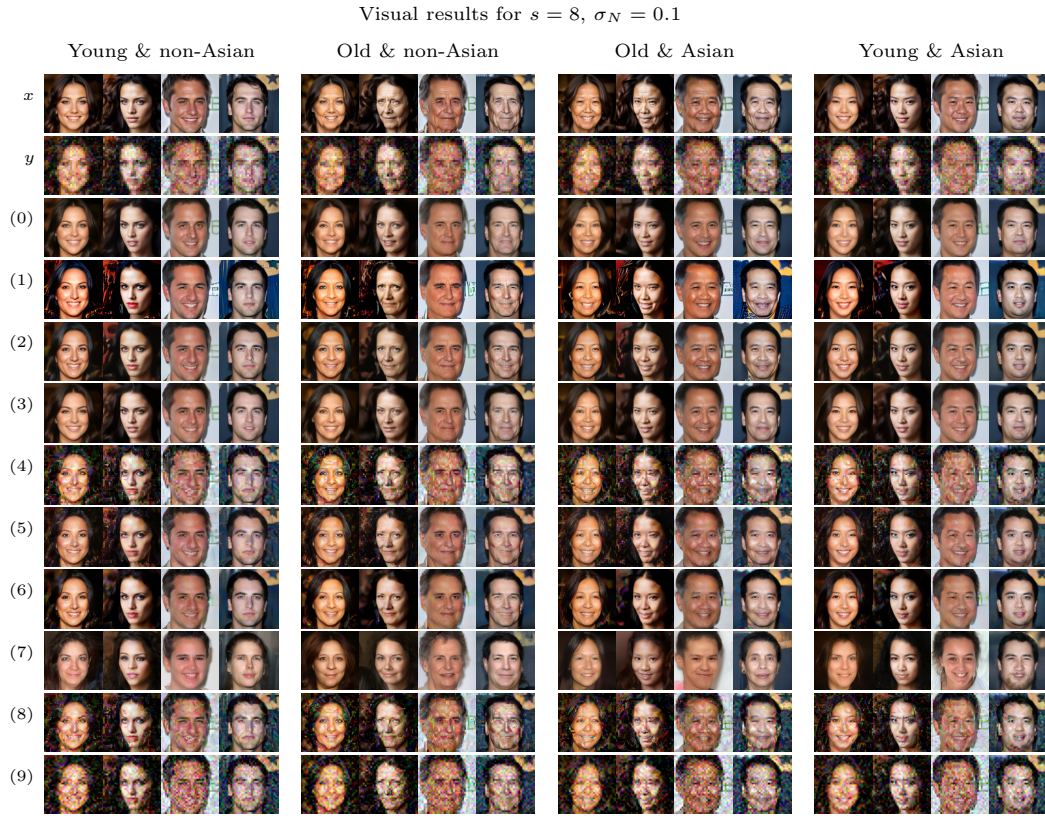 Visual results for s = 8, σ_N = 0.1
Young & non-Asian Old & non-Asian Old & Asian Young & Asian
x
y
(0)
(1)
(2)
(3)
(4)
(5)
(6)
(7)
(8)
(9)